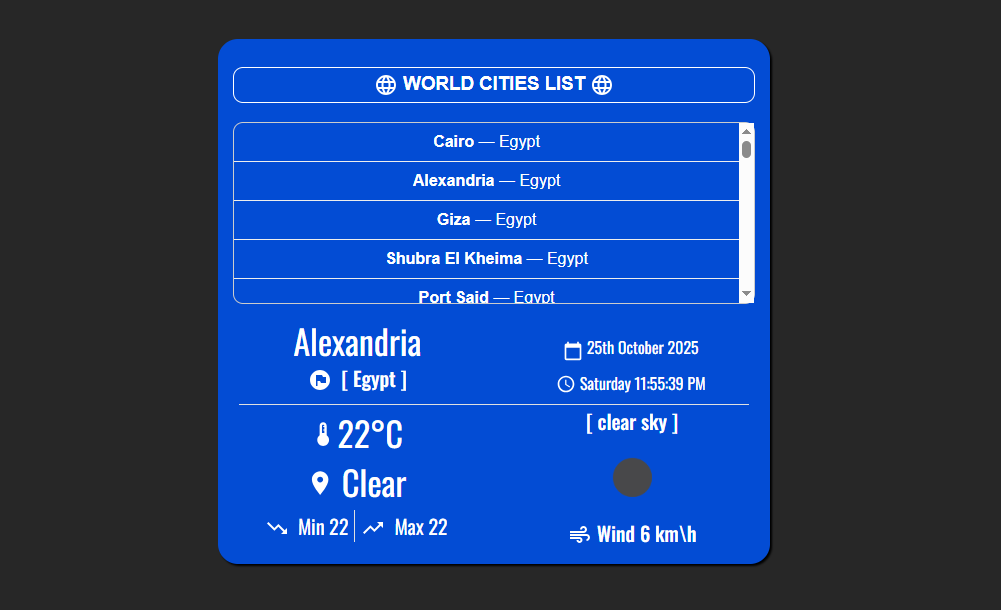 WORLD CITIES LIST
Cairo — Egypt
Alexandria — Egypt
Giza — Egypt
Shubra El Kheima — Egypt
Port Said — Egypt
Alexandria
[ Egypt ]
25th October 2025
Saturday 11:55:39 PM
22°C
Clear
Min 22
Max 22
[ clear sky ]
Wind 6 km\h